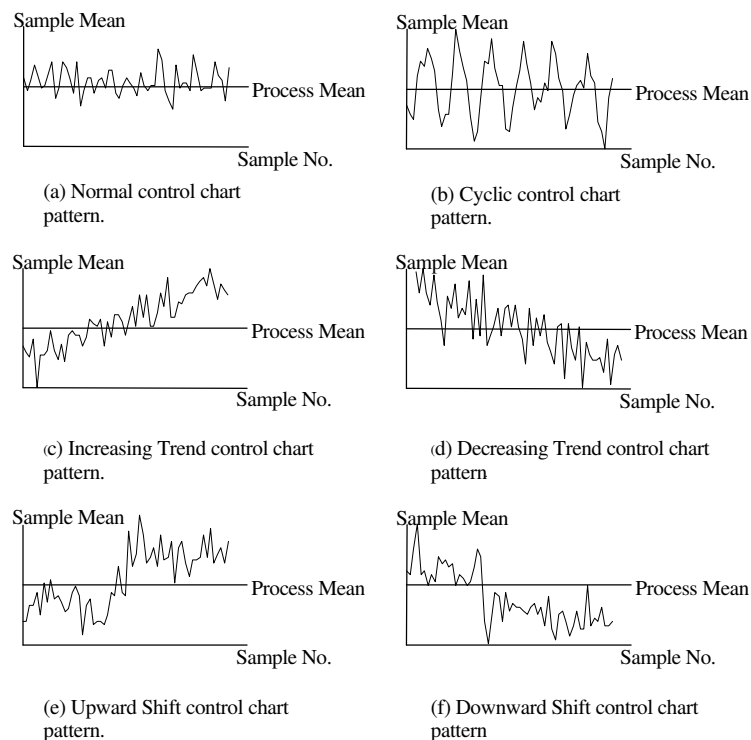 Sample Mean
Process Mean
Sample No.
(a) Normal control chart
pattern.
Sample Mean
Process Mean
Sample No.
(b) Cyclic control chart
pattern.
Sample Mean
Process Mean
Sample No.
(c) Increasing Trend control chart
pattern.
Sample Mean
Process Mean
Sample No.
(d) Decreasing Trend control chart
pattern
Sample Mean
Process Mean
Sample No.
(e) Upward Shift control chart
pattern.
Sample Mean
Process Mean
Sample No.
(f) Downward Shift control chart
pattern